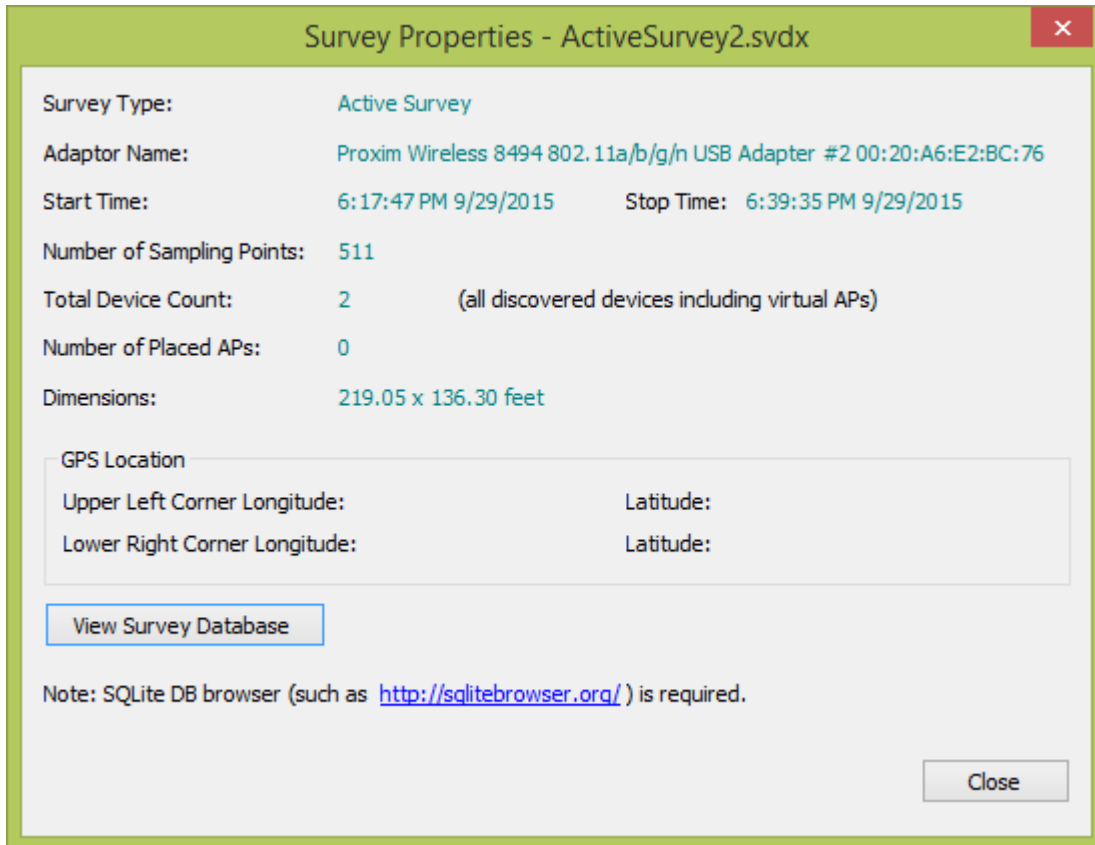 Survey Properties - ActiveSurvey2.svdx
Survey Type: Active Survey
Adaptor Name: Proxim Wireless 8494 802.11a/b/g/n USB Adapter #2 00:20:A6:E2:BC:76
Start Time: 6:17:47 PM 9/29/2015 Stop Time: 6:39:35 PM 9/29/2015
Number of Sampling Points: 511
Total Device Count: 2 (all discovered devices including virtual APs)
Number of Placed APs: 0
Dimensions: 219.05 x 136.30 feet
GPS Location
Upper Left Corner Longitude: Latitude:
Lower Right Corner Longitude: Latitude:
View Survey Database
Note: SQLite DB browser (such as http://sqlitebrowser.org/ ) is required.
Close